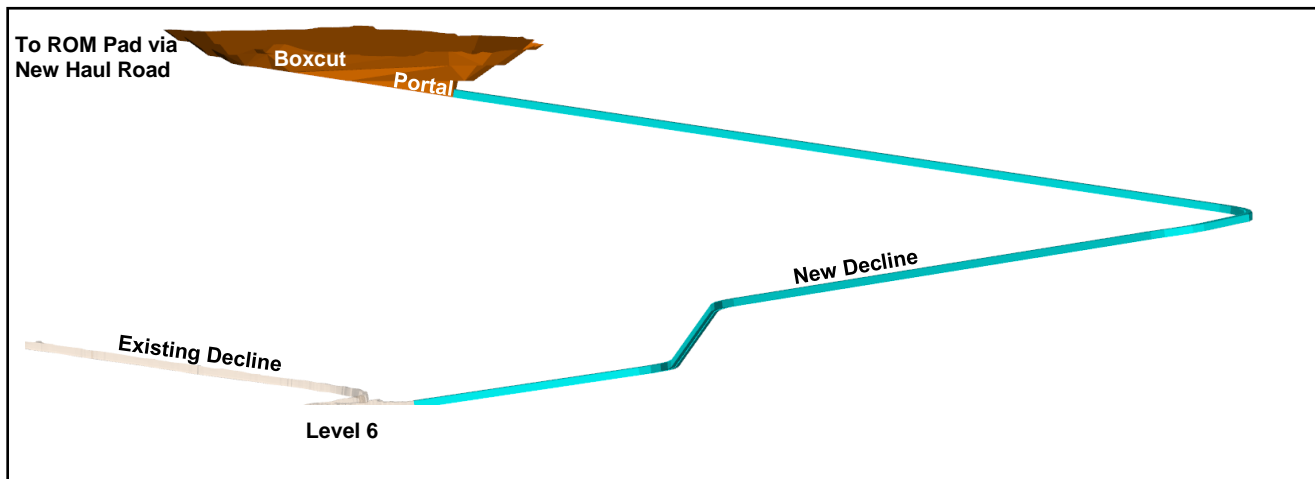 To ROM Pad via
New Haul Road
Boxcut
Portal
New Decline
Existing Decline
Level 6